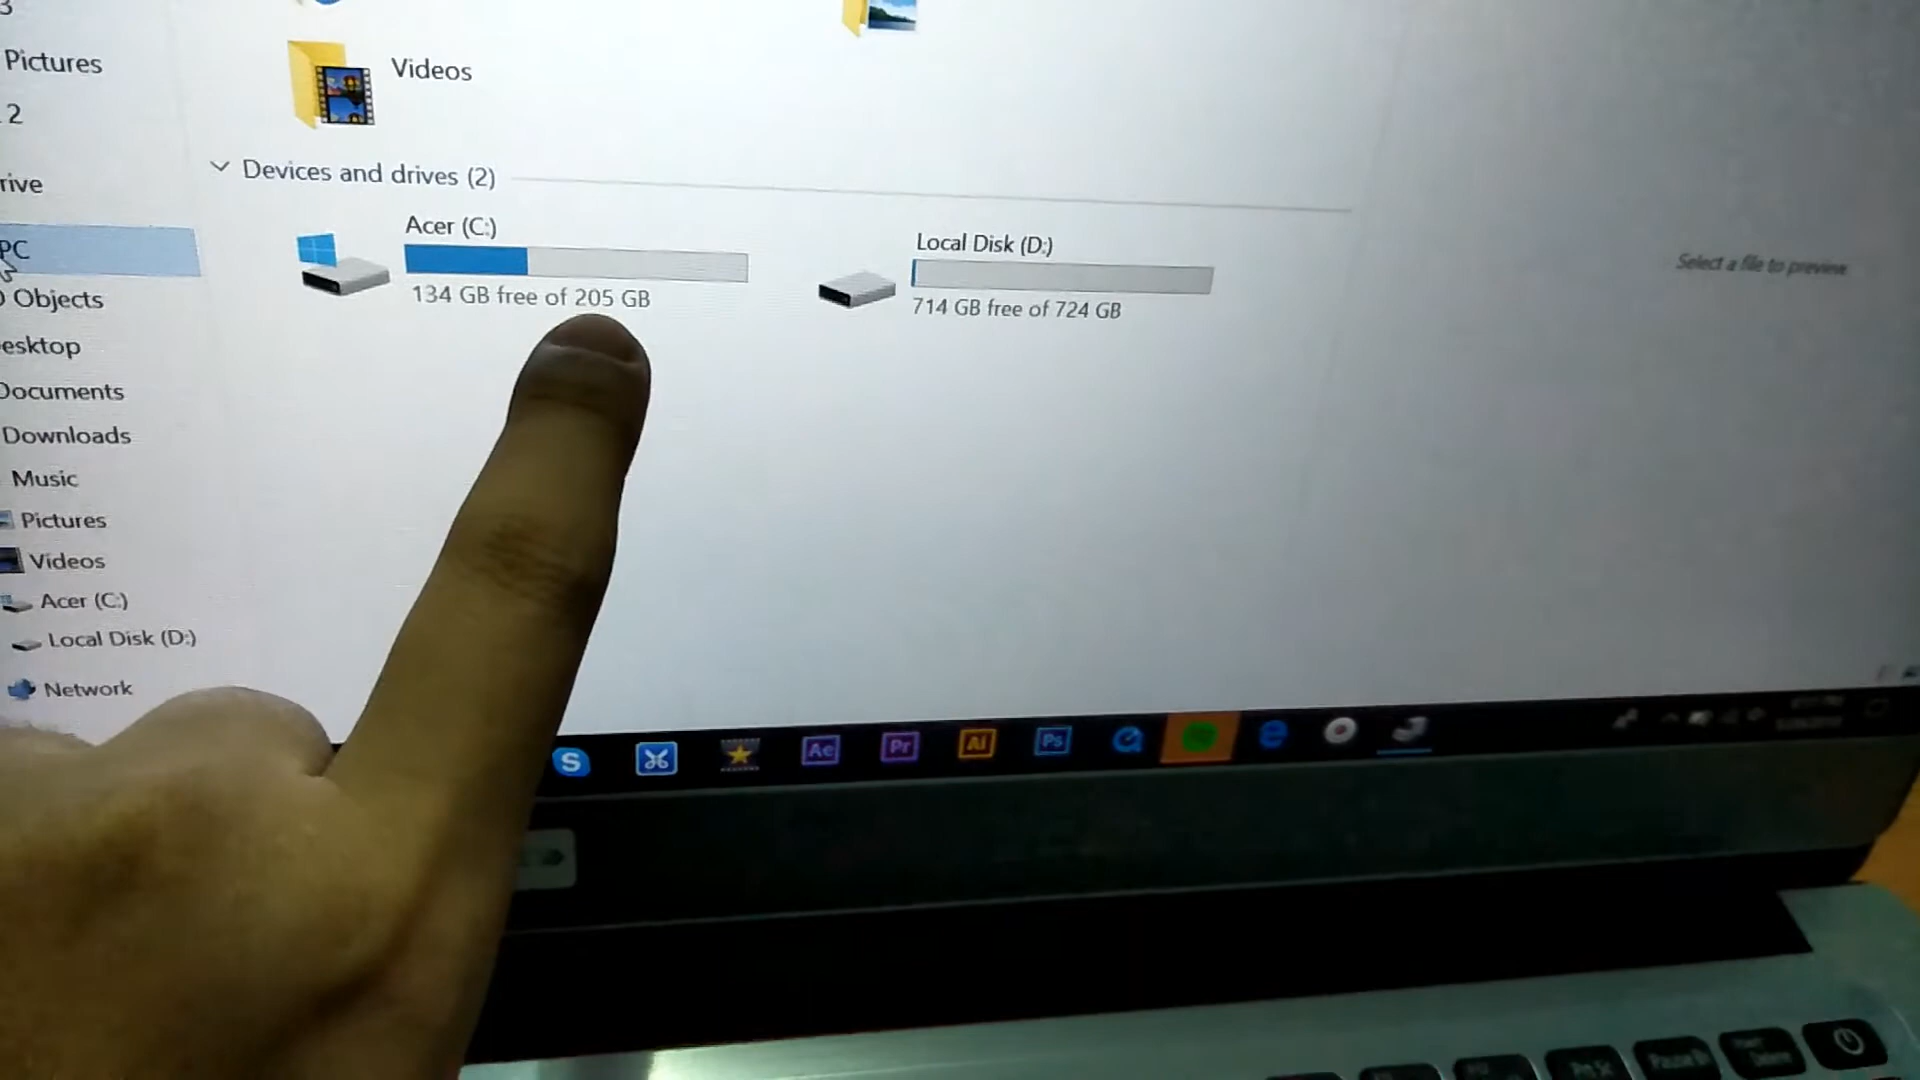 Pictures
2
rive
PC
Objects
esktop
Documents
Downloads
Music
Pictures
Videos
Acer (C:)
Local Disk (D:)
Network
Videos
Devices and drives (2)
Acer (C:)
134 GB free of 205 GB
Local Disk (D:)
714 GB free of 724 GB
Select a file to preview
S
Ae
Pr
Ai
Ps
Pause
Delete